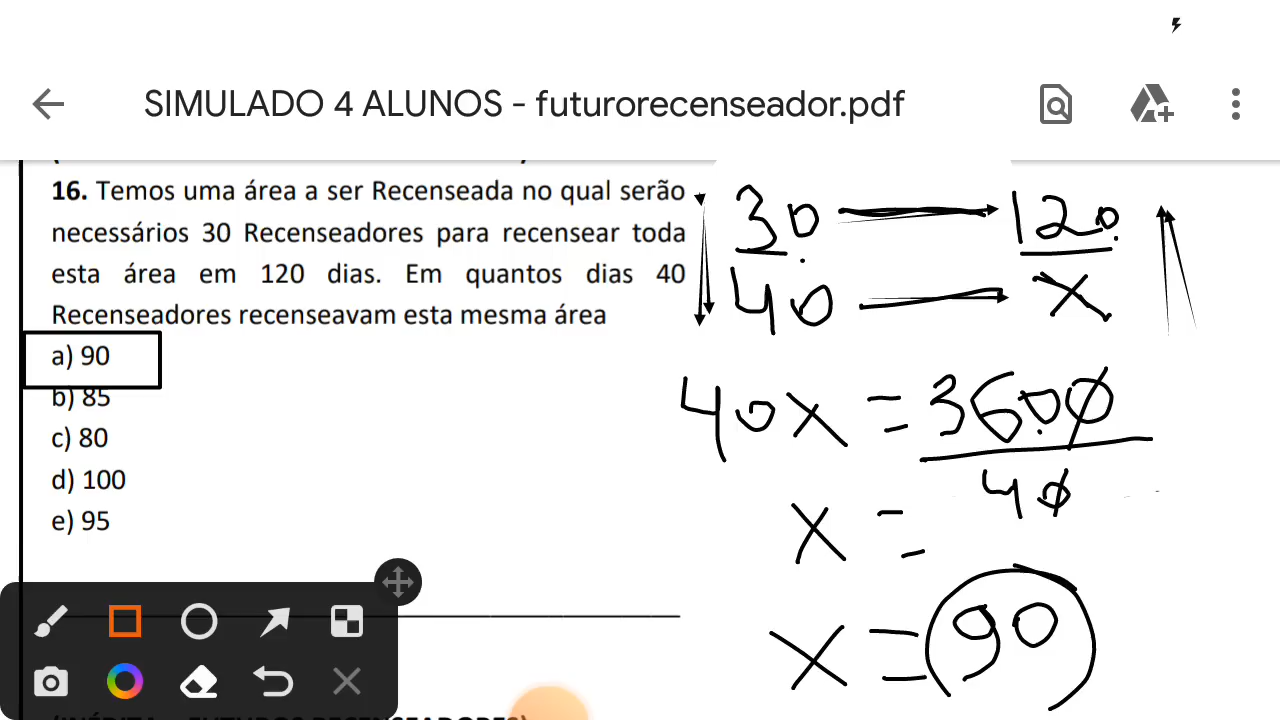 SIMULADO 4 ALUNOS - futurorecenseador.pdf
16. Temos uma área a ser Recenseada no qual serão
necessários 30 Recenseadores para recensear toda
esta área em 120 dias. Em quantos dias 40
Recenseadores recenseavam esta mesma área
a) 90
b) 85
c) 80
d) 100
e) 95
30 120
40 x
40x = 3600
40
x =
x = 90